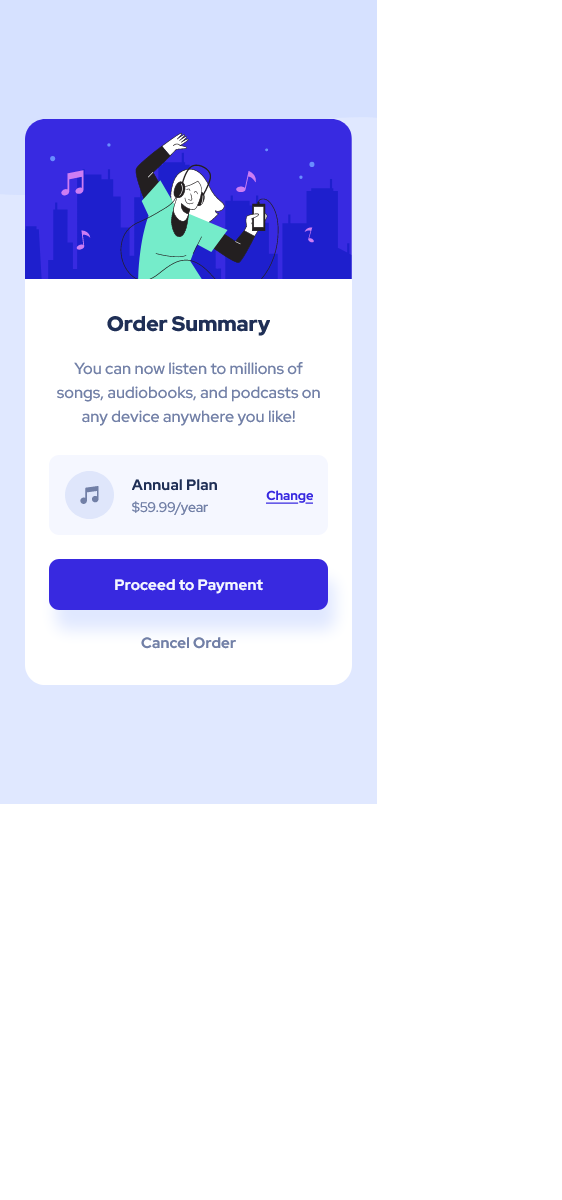 Order Summary
You can now listen to millions of
songs, audiobooks, and podcasts on
any device anywhere you like!
Annual Plan
$59.99/year
Change
Proceed to Payment
Cancel Order